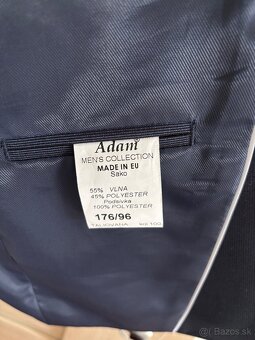 Adam
MEN'S COLLECTION
MADE IN EU
Sako
55% VLNA
45% POLYESTER
Podšívka
100% POLYESTER
176/96
Bazos.sk